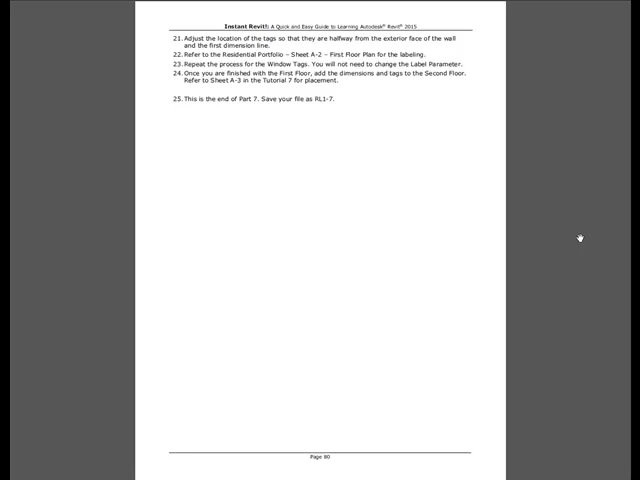 Instant Revit!: A Quick and Easy Guide to Learning Autodesk® Revit® 2015
21. Adjust the location of the tags so that they are halfway from the exterior face of the wall
and the first dimension line.
22. Refer to the Residential Portfolio – Sheet A-2 – First Floor Plan for the labeling.
23. Repeat the process for the Window Tags. You will not need to change the Label Parameter.
24. Once you are finished with the First Floor, add the dimensions and tags to the Second Floor.
Refer to Sheet A-3 in the Tutorial 7 for placement.
25. This is the end of Part 7. Save your file as RL1-7.
Page 80